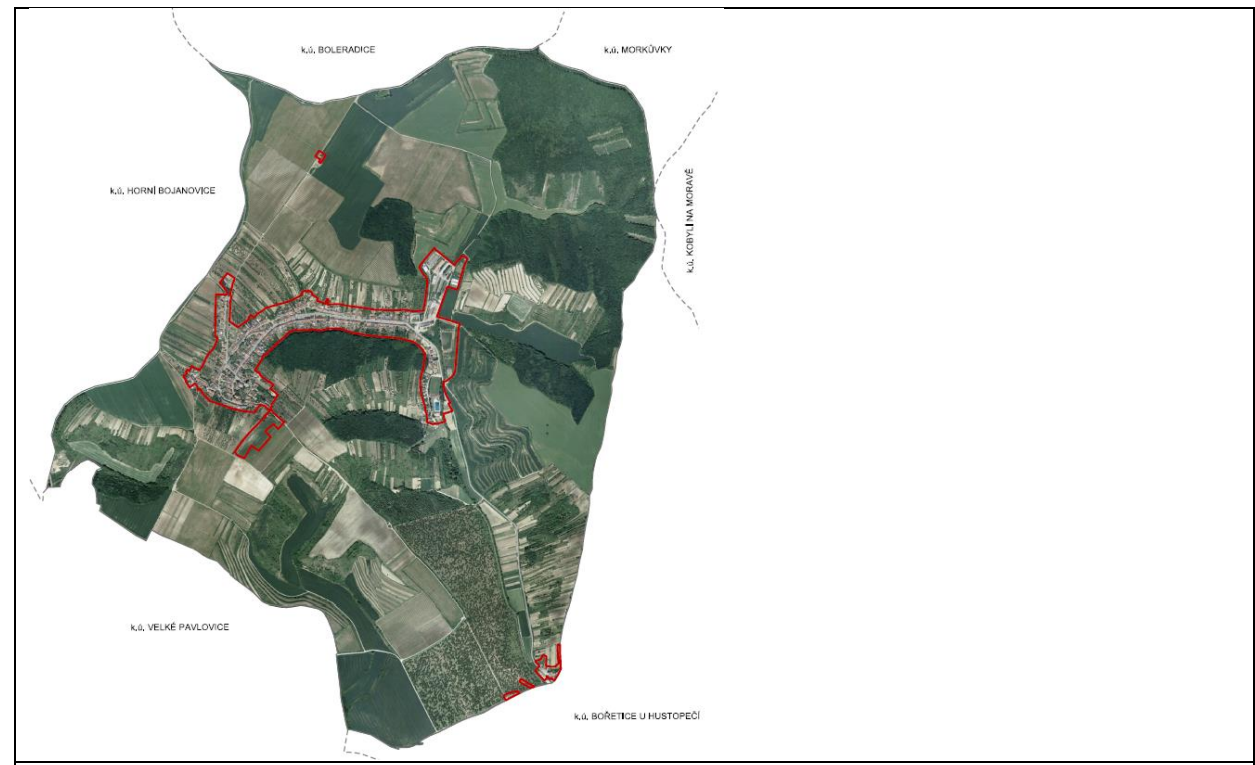 k.ú. BOLERADICE
k.ú. MORKŮVKY
k.ú. HORNÍ BOJANOVICE
k.ú. KOBYLÍ NA MORAVĚ
k.ú. VELKÉ PAVLOVICE
k.ú. BOŘETICE U HUSTOPEČÍ